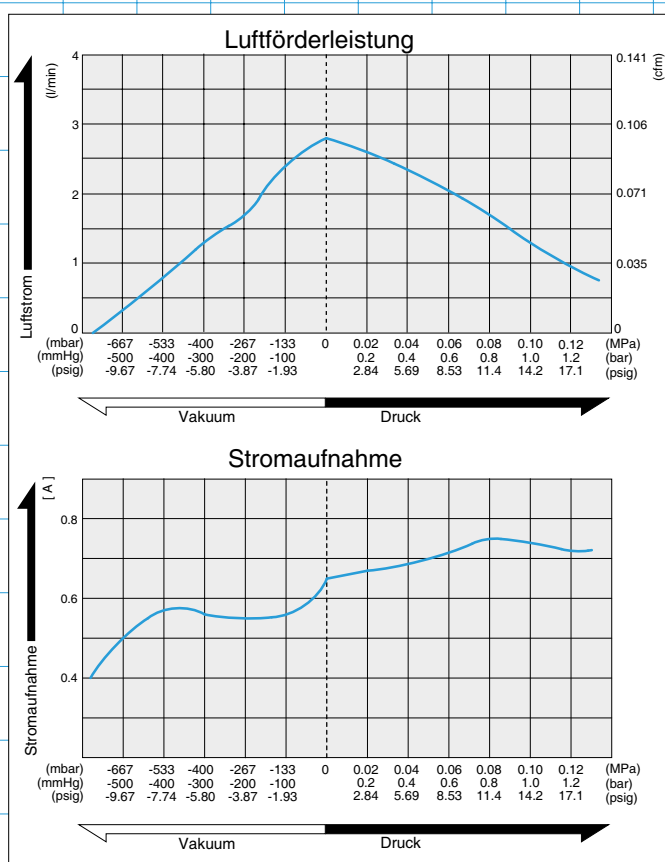 Luftförderleistung
(l/min)
(cfm)
4
3
2
1
0
0.141
0.106
0.071
0.035
0
Luftstrom
(mbar) -667 -533 -400 -267 -133 0 0.02 0.04 0.06 0.08 0.10 0.12 (MPa)
(mmHg) -500 -400 -300 -200 -100 0.2 0.4 0.6 0.8 1.0 1.2 (bar)
(psig) -9.67 -7.74 -5.80 -3.87 -1.93 2.84 5.69 8.53 11.4 14.2 17.1 (psig)
Vakuum Druck
Stromaufnahme
[ A ]
0.8
0.6
0.4
Stromaufnahme
(mbar) -667 -533 -400 -267 -133 0 0.02 0.04 0.06 0.08 0.10 0.12 (MPa)
(mmHg) -500 -400 -300 -200 -100 0.2 0.4 0.6 0.8 1.0 1.2 (bar)
(psig) -9.67 -7.74 -5.80 -3.87 -1.93 2.84 5.69 8.53 11.4 14.2 17.1 (psig)
Vakuum Druck